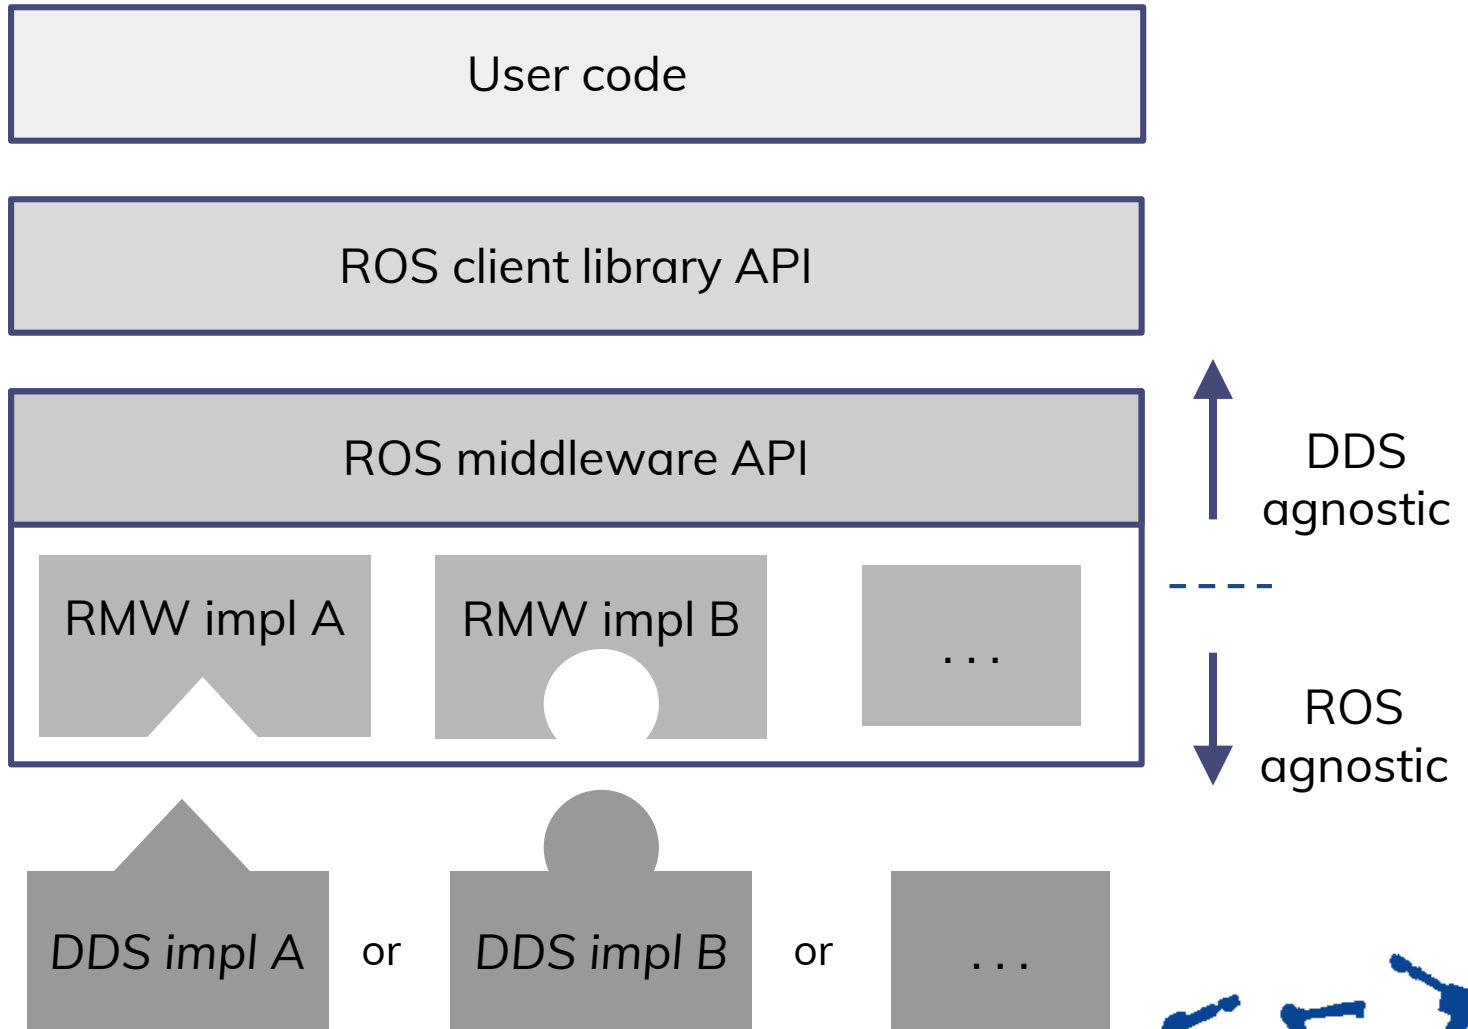 User code
ROS client library API
ROS middleware API
DDS
agnostic
RMW impl A
RMW impl B
. . .
ROS
agnostic
DDS impl A
or
DDS impl B
or
. . .